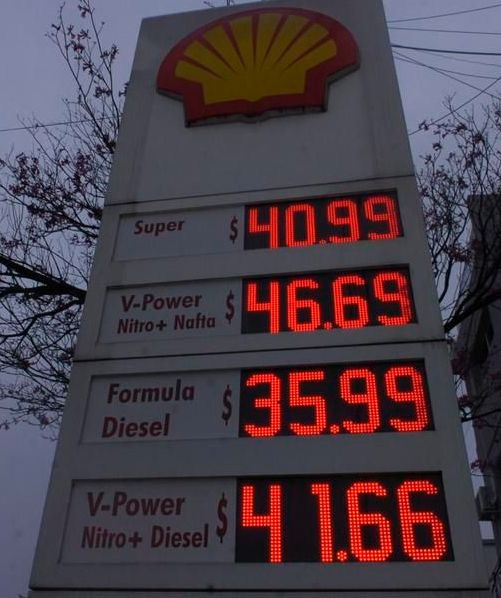 Super $ 40.99
V-Power
Nitro+ Nafta $ 46.69
Formula
Diesel $ 35.99
V-Power
Nitro+ Diesel $ 41.66